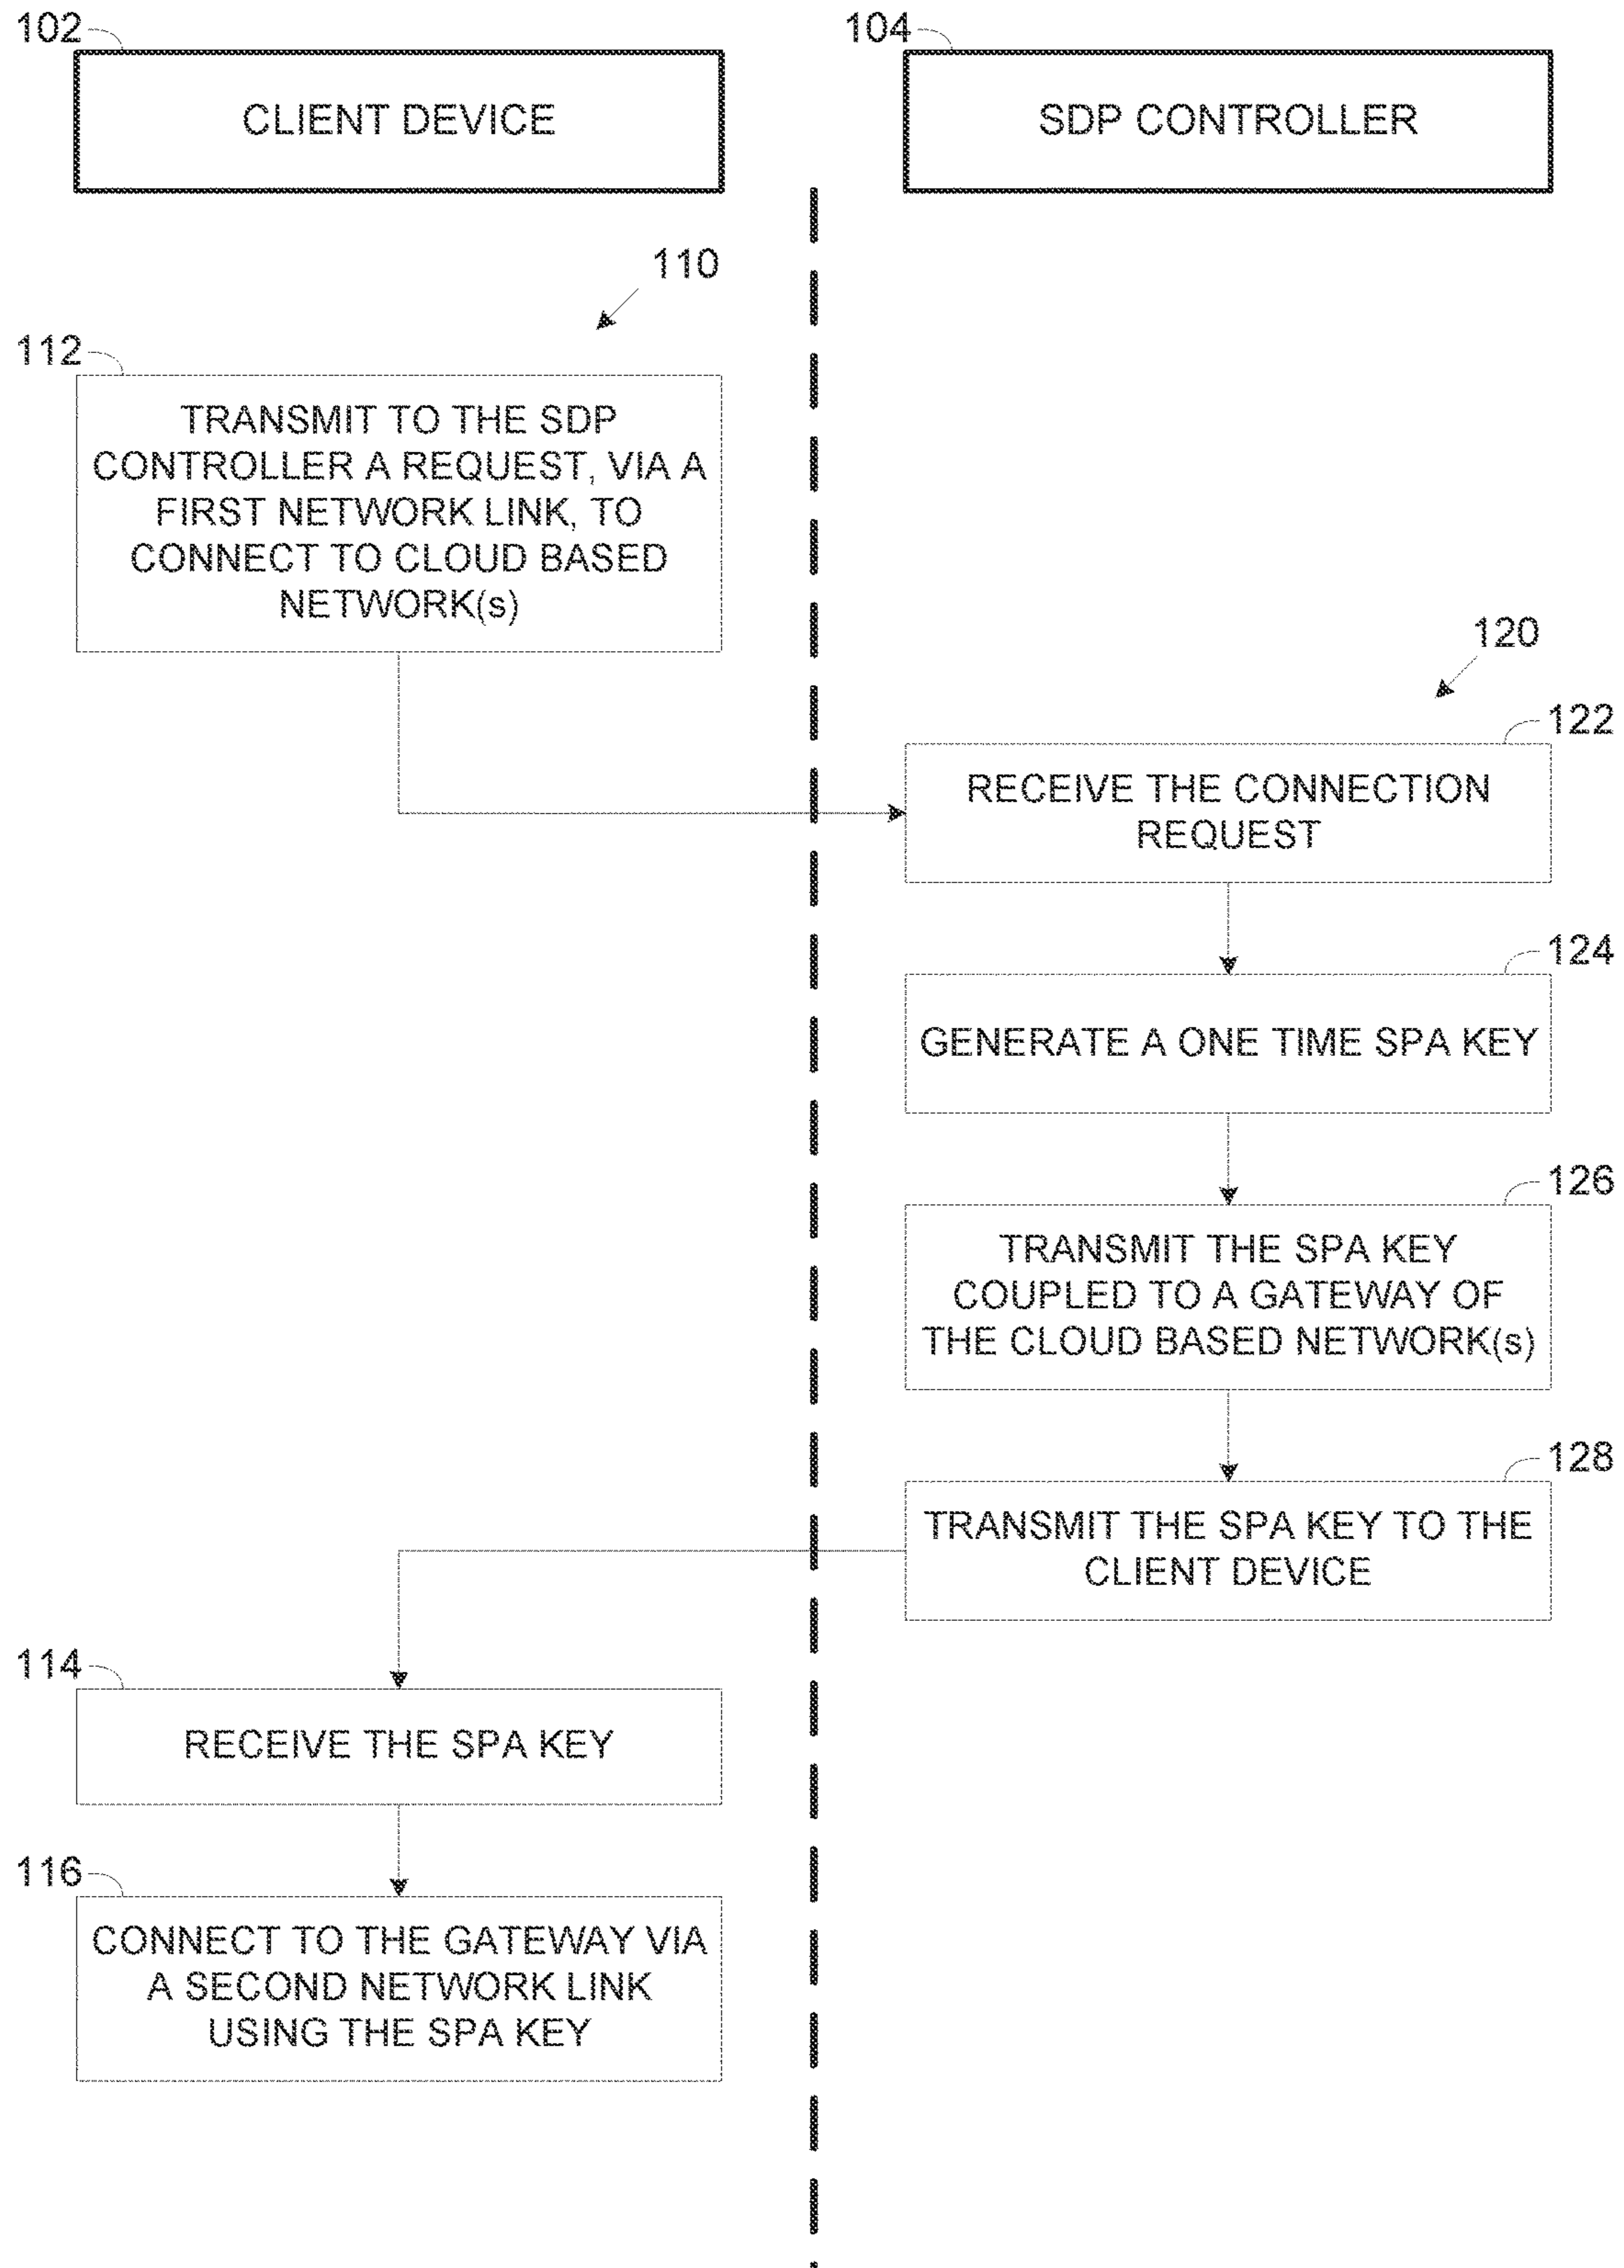 102
CLIENT DEVICE
104
SDP CONTROLLER
110
112
TRANSMIT TO THE SDP
CONTROLLER A REQUEST, VIA A
FIRST NETWORK LINK, TO
CONNECT TO CLOUD BASED
NETWORK(s)
120
122
RECEIVE THE CONNECTION
REQUEST
124
GENERATE A ONE TIME SPA KEY
126
TRANSMIT THE SPA KEY
COUPLED TO A GATEWAY OF
THE CLOUD BASED NETWORK(s)
128
TRANSMIT THE SPA KEY TO THE
CLIENT DEVICE
114
RECEIVE THE SPA KEY
116
CONNECT TO THE GATEWAY VIA
A SECOND NETWORK LINK
USING THE SPA KEY